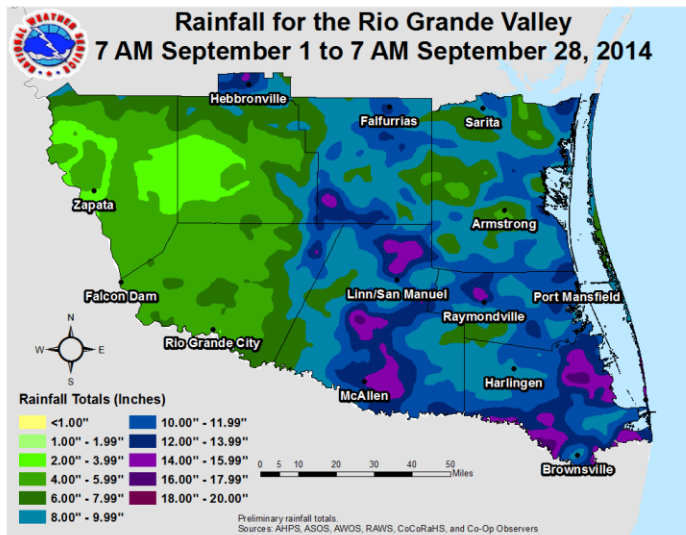 Rainfall for the Rio Grande Valley
7 AM September 1 to 7 AM September 28, 2014
NATIONAL WEATHER SERVICE
Hebbronville
Falfurrias
Sarita
Zapata
Armstrong
Falcon Dam
Linn/San Manuel
Port Mansfield
Raymondville
Rio Grande City
McAllen
Harlingen
Brownsville
N
W E
S
Rainfall Totals (Inches)
<1.00"
1.00" - 1.99"
2.00" - 3.99"
4.00" - 5.99"
6.00" - 7.99"
8.00" - 9.99"
10.00" - 11.99"
12.00" - 13.99"
14.00" - 15.99"
16.00" - 17.99"
18.00" - 20.00"
0 5 10 20 30 40 50
Miles
Preliminary rainfall totals.
Sources: AHPS, ASOS, AWOS, RAWS, CoCoRaHS, and Co-Op Observers